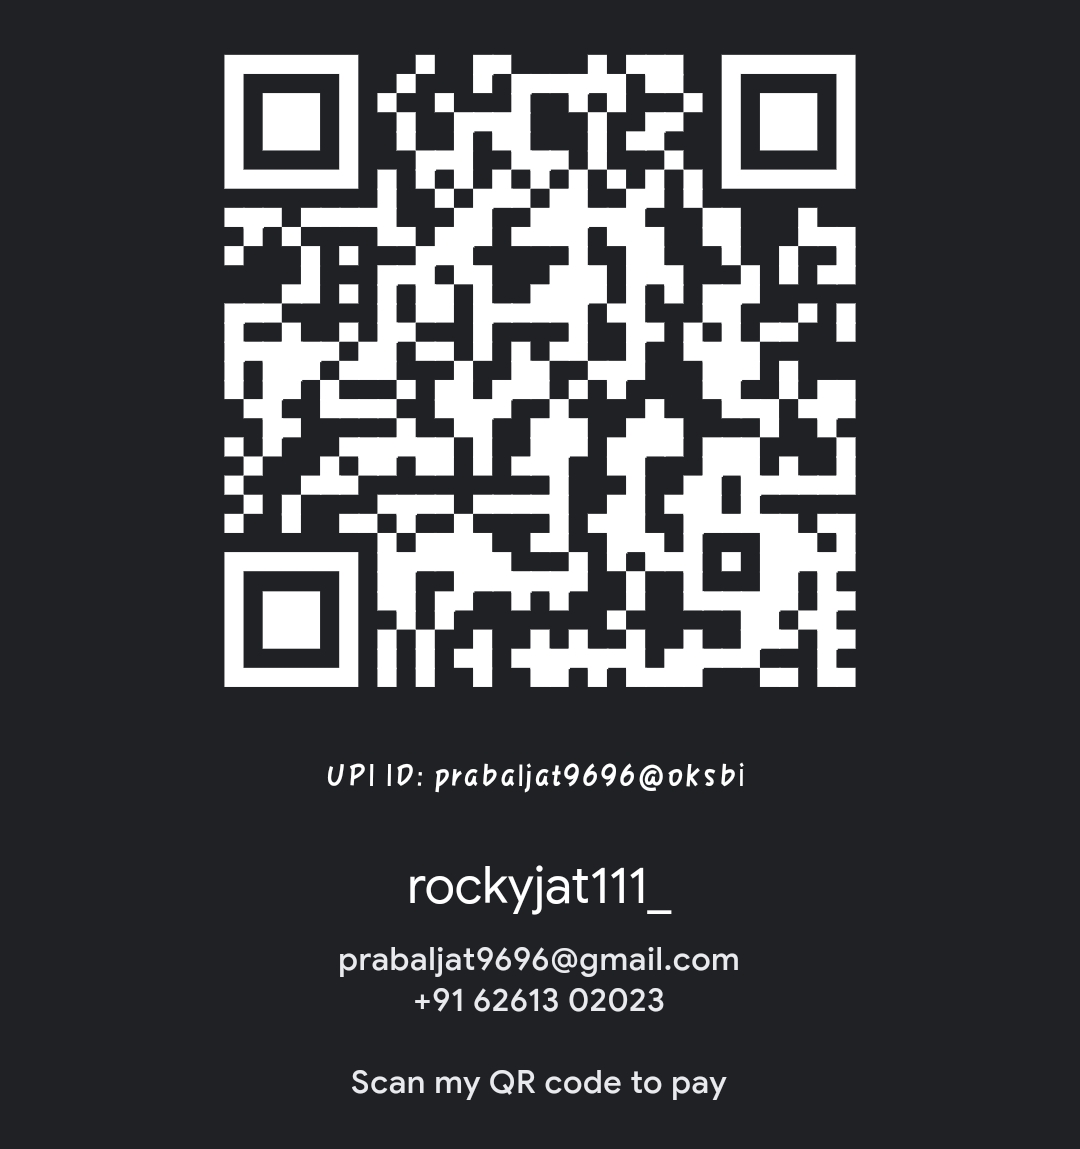 UPI ID: prabaljat9696@oksbi
rockyjat111_
prabaljat9696@gmail.com
+91 62613 02023
Scan my QR code to pay